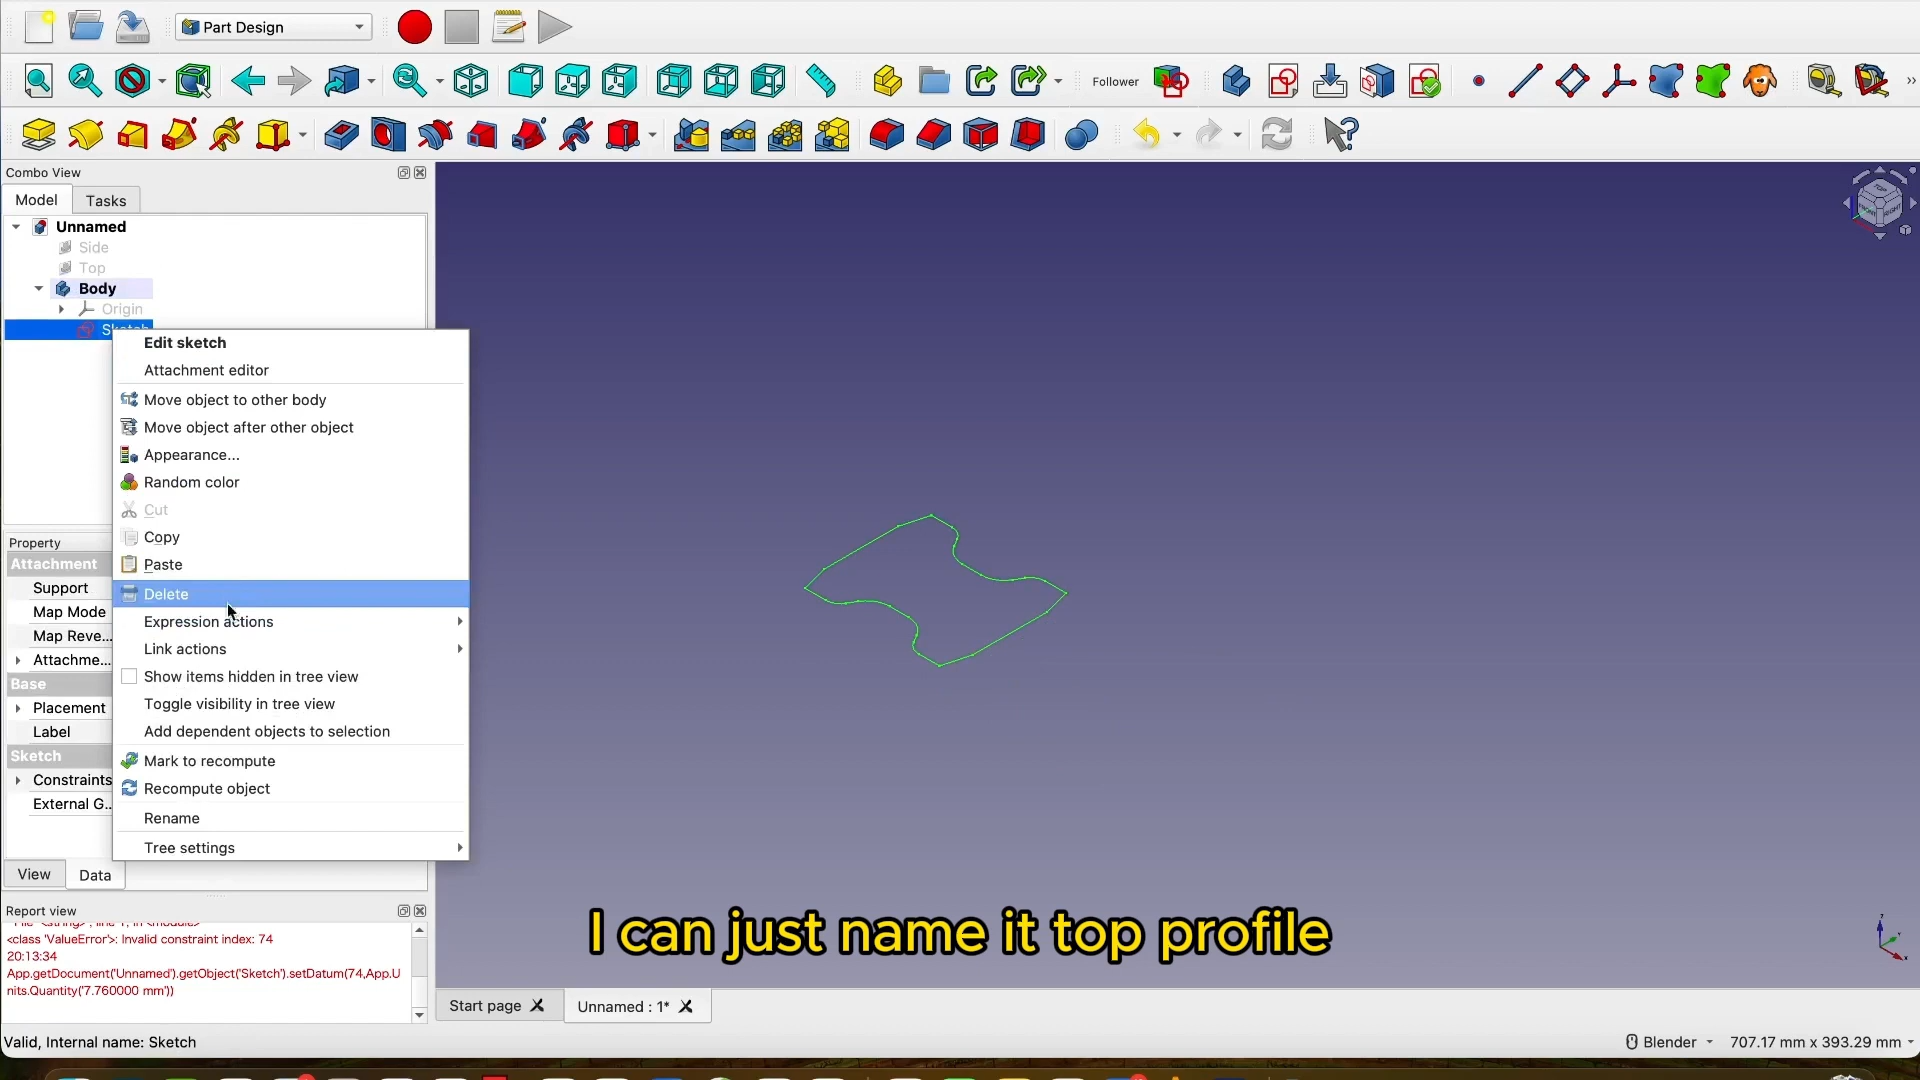 Part Design
Follower
Combo View
Model
Tasks
Unnamed
Side
Top
Body
Origin
Sketch
Edit sketch
Attachment editor
Move object to other body
Move object after other object
Appearance...
Random color
Cut
Copy
Paste
Delete
Expression actions
Link actions
Show items hidden in tree view
Toggle visibility in tree view
Add dependent objects to selection
Mark to recompute
Recompute object
Rename
Tree settings
Property
Attachment
Support
Map Mode
Map Reve...
Attachme...
Base
Placement
Label
Sketch
Constraints
External G...
View
Data
Report view
<class 'ValueError'>: Invalid constraint index: 74
20:13:34
App.getDocument('Unnamed').getObject('Sketch').setDatum(74,App.U
nits.Quantity('7.760000 mm'))
I can just name it top profile
Start page
Unnamed : 1*
Valid, Internal name: Sketch
Blender
707.17 mm x 393.29 mm